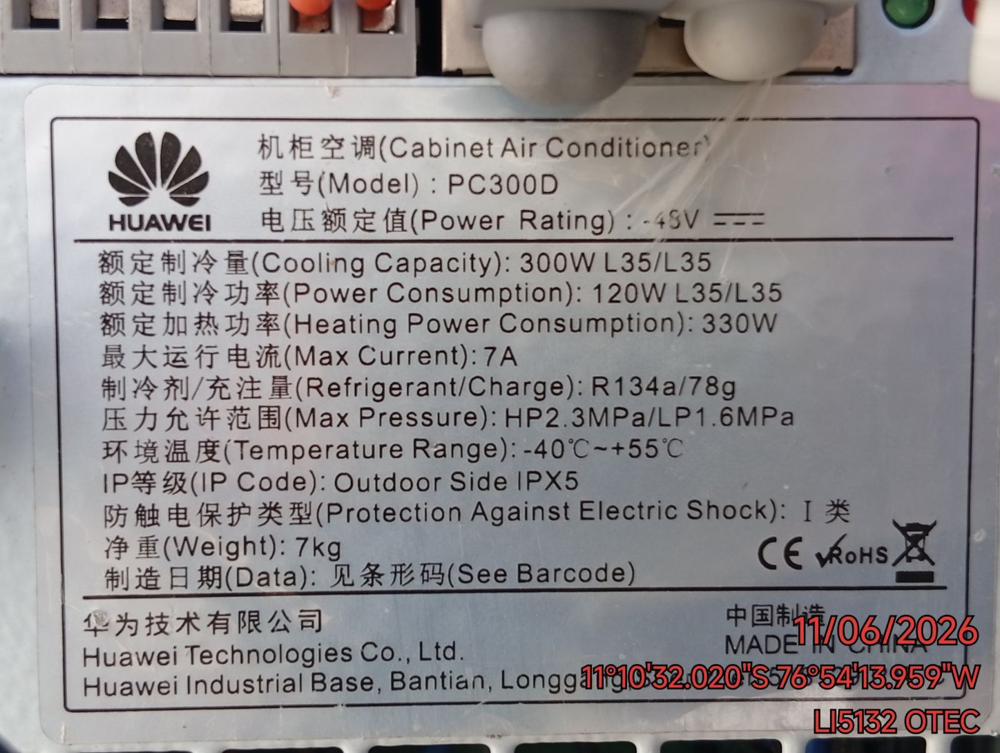 HUAWEI
机柜空调(Cabinet Air Conditioner)
型号(Model) : PC300D
电压额定值(Power Rating) : -48V
额定制冷量(Cooling Capacity): 300W L35/L35
额定制冷功率(Power Consumption): 120W L35/L35
额定加热功率(Heating Power Consumption): 330W
最大运行电流(Max Current): 7A
制冷剂/充注量(Refrigerant/Charge): R134a/78g
压力允许范围(Max Pressure): HP2.3MPa/LP1.6MPa
环境温度(Temperature Range): -40℃~+55℃
IP等级(IP Code): Outdoor Side IPX5
防触电保护类型(Protection Against Electric Shock): I 类
净重(Weight): 7kg
CE RoHS
制造日期(Data): 见条形码(See Barcode)
华为技术有限公司
中国制造
Huawei Technologies Co., Ltd.
MADE IN CHINA
Huawei Industrial Base, Bantian, Longgang,
11/06/2026
11°10'32.020"S 76°54'13.959"W
LI5132 OTEC